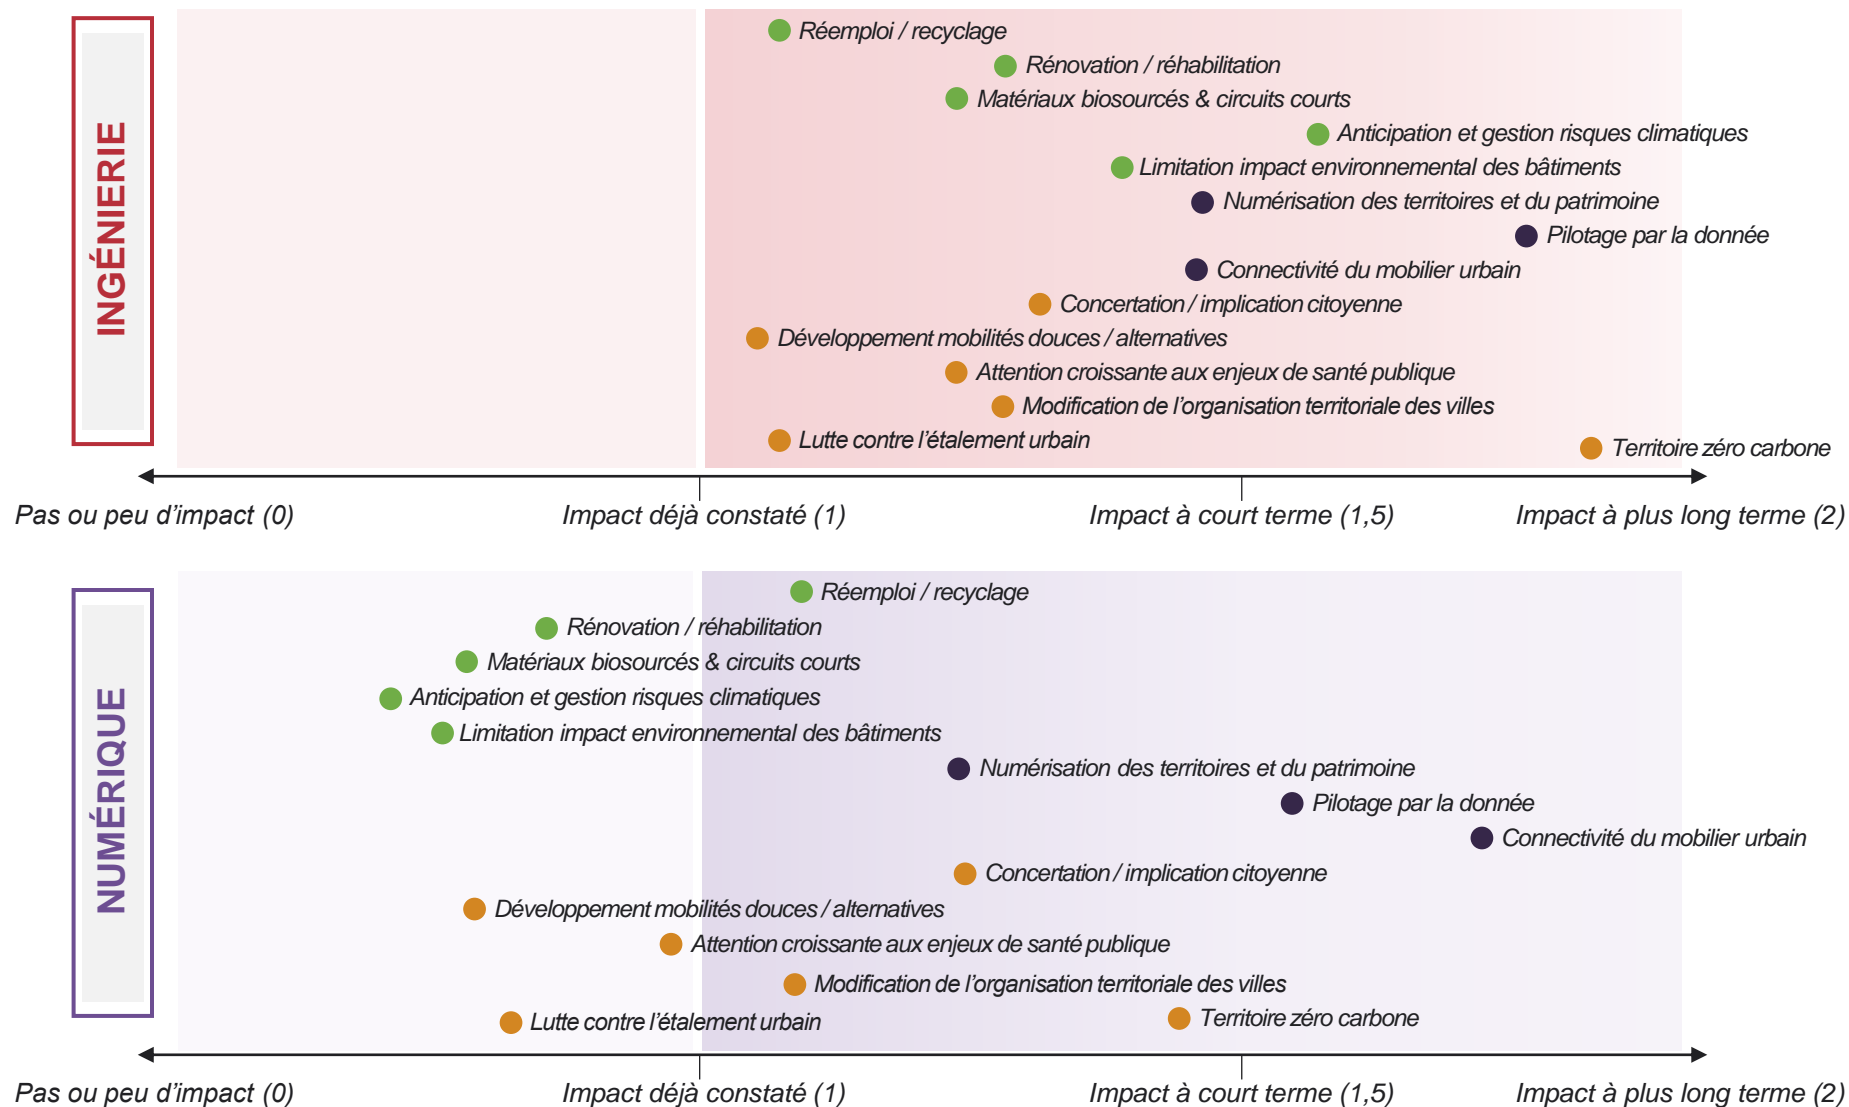 INGÉNIERIE
Réemploi / recyclage
Rénovation / réhabilitation
Matériaux biosourcés & circuits courts
Anticipation et gestion risques climatiques
Limitation impact environnemental des bâtiments
Numérisation des territoires et du patrimoine
Pilotage par la donnée
Connectivité du mobilier urbain
Concertation / implication citoyenne
Développement mobilités douces / alternatives
Attention croissante aux enjeux de santé publique
Modification de l'organisation territoriale des villes
Lutte contre l'étalement urbain
Territoire zéro carbone
Pas ou peu d'impact (0)
Impact déjà constaté (1)
Impact à court terme (1,5)
Impact à plus long terme (2)
NUMÉRIQUE
Réemploi / recyclage
Rénovation / réhabilitation
Matériaux biosourcés & circuits courts
Anticipation et gestion risques climatiques
Limitation impact environnemental des bâtiments
Numérisation des territoires et du patrimoine
Pilotage par la donnée
Connectivité du mobilier urbain
Concertation / implication citoyenne
Développement mobilités douces / alternatives
Attention croissante aux enjeux de santé publique
Modification de l'organisation territoriale des villes
Lutte contre l'étalement urbain
Territoire zéro carbone
Pas ou peu d'impact (0)
Impact déjà constaté (1)
Impact à court terme (1,5)
Impact à plus long terme (2)